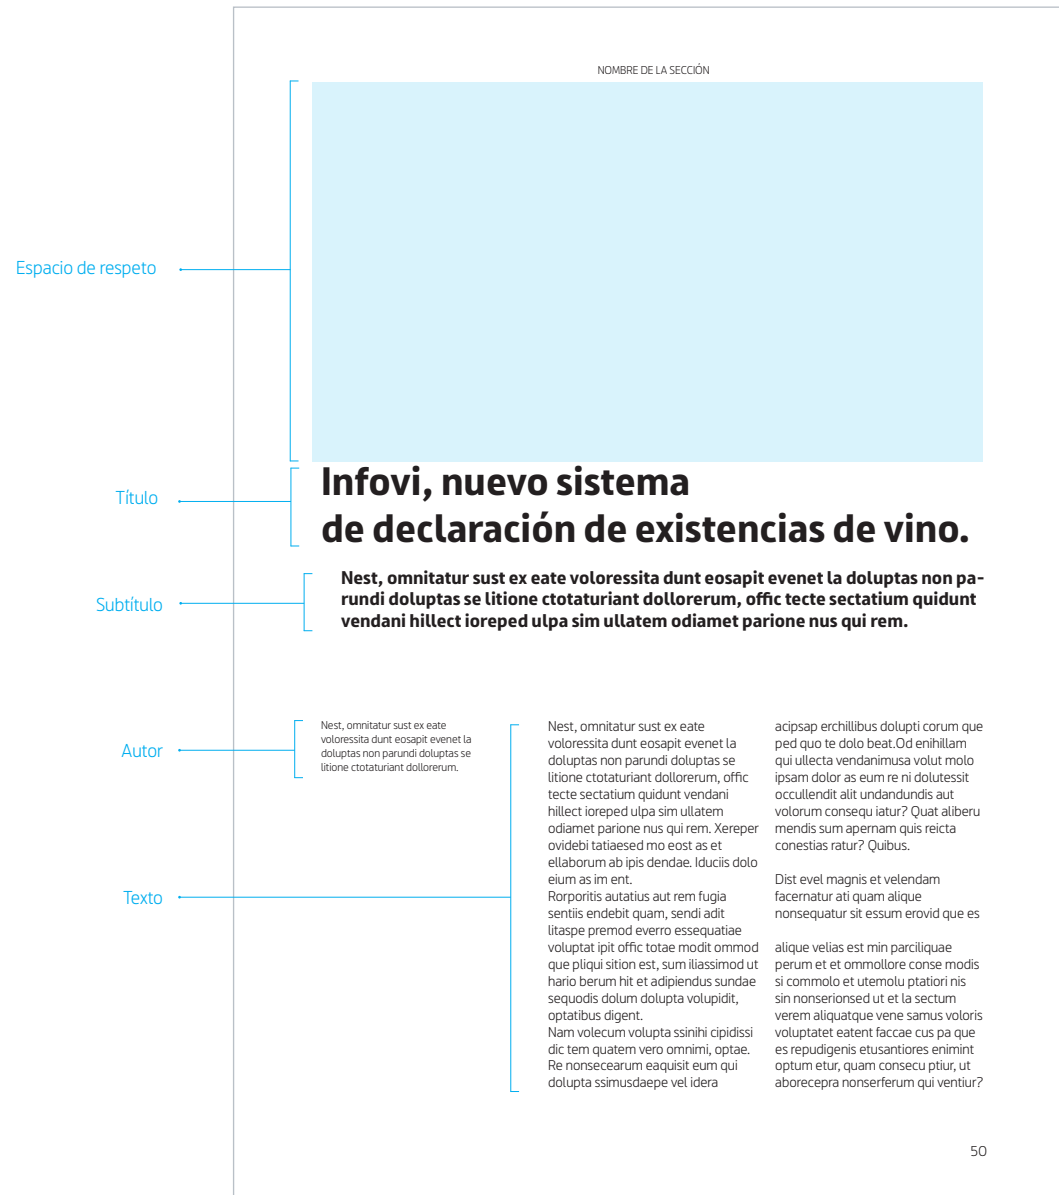 NOMBRE DE LA SECCIÓN
Espacio de respeto
Título
Infovi, nuevo sistema
de declaración de existencias de vino.
Subtítulo
Nest, omnitatur sust ex eate voloressita dunt eosapit evenet la doluptas non pa-
rundi doluptas se litione ctotaturiant dollorerum, offic tecte sectatium quidunt
vendani hillect ioreped ulpa sim ullatem odiamet parione nus qui rem.
Autor
Nest, omnitatur sust ex eate
voloressita dunt eosapit evenet la
doluptas non parundi doluptas se
litione ctotaturiant dollorerum.
Texto
Nest, omnitatur sust ex eate
voloressita dunt eosapit evenet la
doluptas non parundi doluptas se
litione ctotaturiant dollorerum, offic
tecte sectatium quidunt vendani
hillect ioreped ulpa sim ullatem
odiamet parione nus qui rem. Xereper
ovidebi tatiaesed mo eost as et
ellaborum ab ipis dendae. Iduciis dolo
eium as im ent.
Rorporitis autatius aut rem fugia
sentiis endebit quam, sendi adit
litaspe premod everro essequatiae
voluptat ipit offic totae modit ommod
que pliqui sition est, sum iliassimod ut
hario berum hit et adipiendus sundae
sequodis dolum dolupta volupidit,
optatibus digent.
Nam volecum volupta ssinihi cipidissi
dic tem quatem vero omnimi, optae.
Re nonsecearum eaquisit eum qui
dolupta ssimusdaepe vel idera
acipsap erchillibus dolupti corum que
ped quo te dolo beat.Od enihillam
qui ullecta vendanimusa volut molo
ipsam dolor as eum re ni dolutessit
occullendit alit undandundis aut
volorum consequ iatur? Quat aliberu
mendis sum apernam quis reicta
conestias ratur? Quibus.
Dist evel magnis et velendam
facernatur ati quam alique
nonsequatur sit essum erovid que es
alique velias est min parciliquae
perum et et ommollore conse modis
si commolo et utemolu ptatiori nis
sin nonserionsed ut et la sectum
verem aliquatque vene samus voloris
voluptatet eatent faccae cus pa que
es repudigenis etusantiores enimint
optum etur, quam consecu ptiur, ut
aborecepra nonserferum qui ventiur?
50